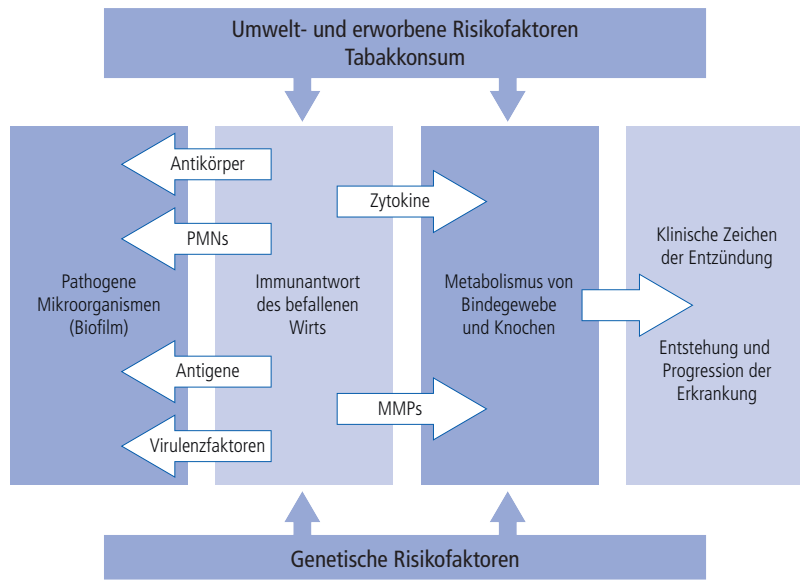 Umwelt- und erworbene Risikofaktoren
Tabakkonsum
Antikörper
PMNs
Pathogene
Mikroorganismen
(Biofilm)
Antigene
Virulenzfaktoren
Immunantwort
des befallenen
Wirts
Zytokine
MMPs
Metabolismus von
Bindegewebe
und Knochen
Klinische Zeichen
der Entzündung
Entstehung und
Progression der
Erkrankung
Genetische Risikofaktoren